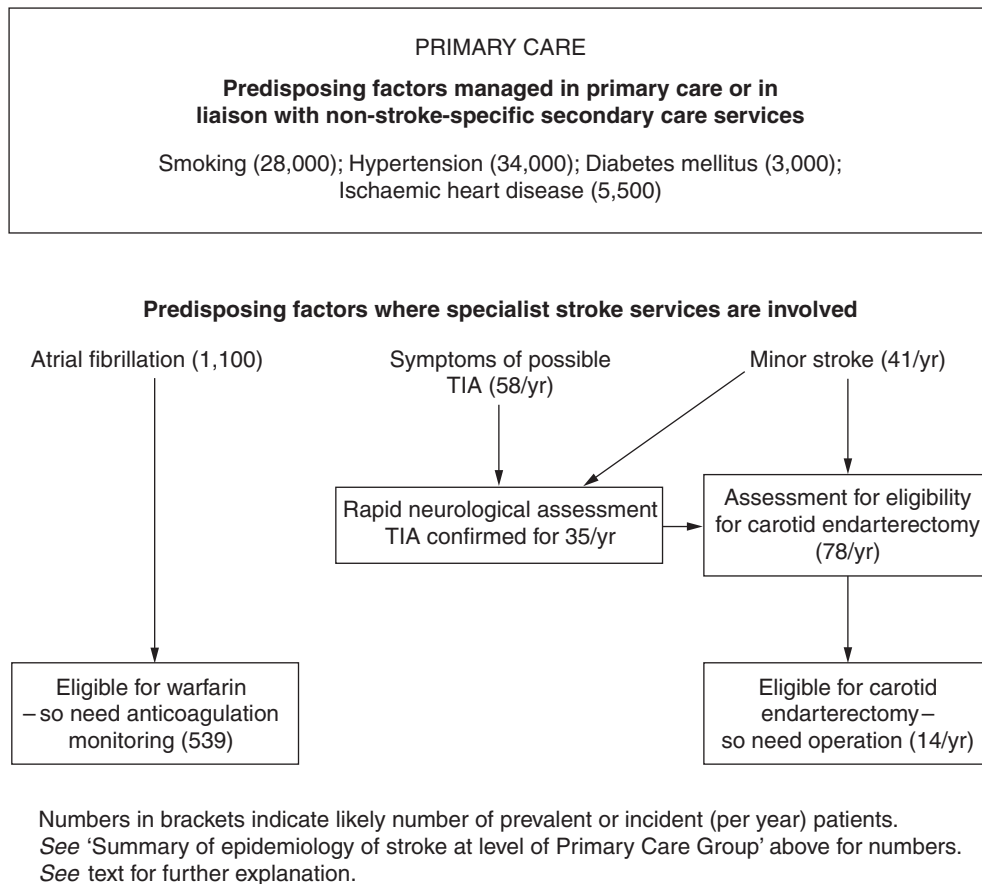 PRIMARY CARE
Predisposing factors managed in primary care or in
liaison with non-stroke-specific secondary care services
Smoking (28,000); Hypertension (34,000); Diabetes mellitus (3,000);
Ischaemic heart disease (5,500)
Predisposing factors where specialist stroke services are involved
Atrial fibrillation (1,100)
Symptoms of possible
TIA (58/yr)
Minor stroke (41/yr)
Rapid neurological assessment
TIA confirmed for 35/yr
Assessment for eligibility
for carotid endarterectomy
(78/yr)
Eligible for warfarin
– so need anticoagulation
monitoring (539)
Eligible for carotid
endarterectomy –
so need operation (14/yr)
Numbers in brackets indicate likely number of prevalent or incident (per year) patients.
See ‘Summary of epidemiology of stroke at level of Primary Care Group’ above for numbers.
See text for further explanation.